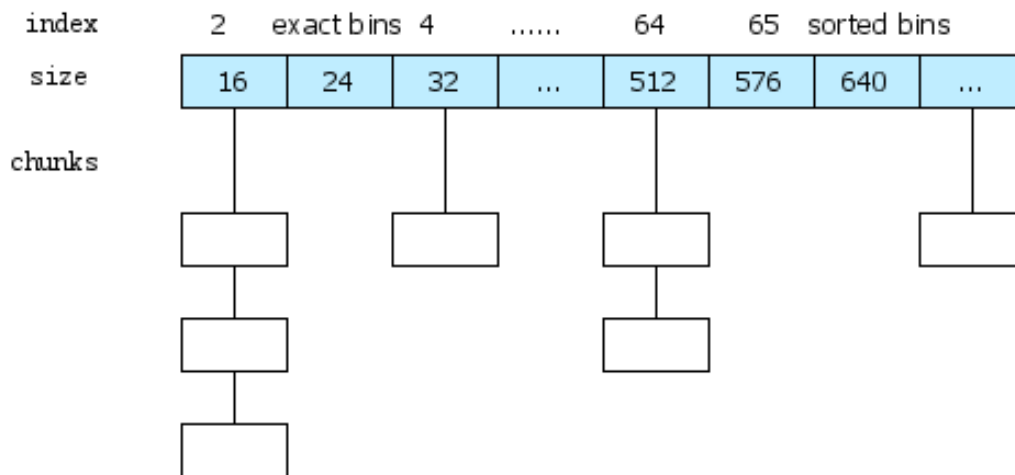 index 2 exact bins 4 ...... 64 65 sorted bins
size 16 24 32 ... 512 576 640 ...
chunks